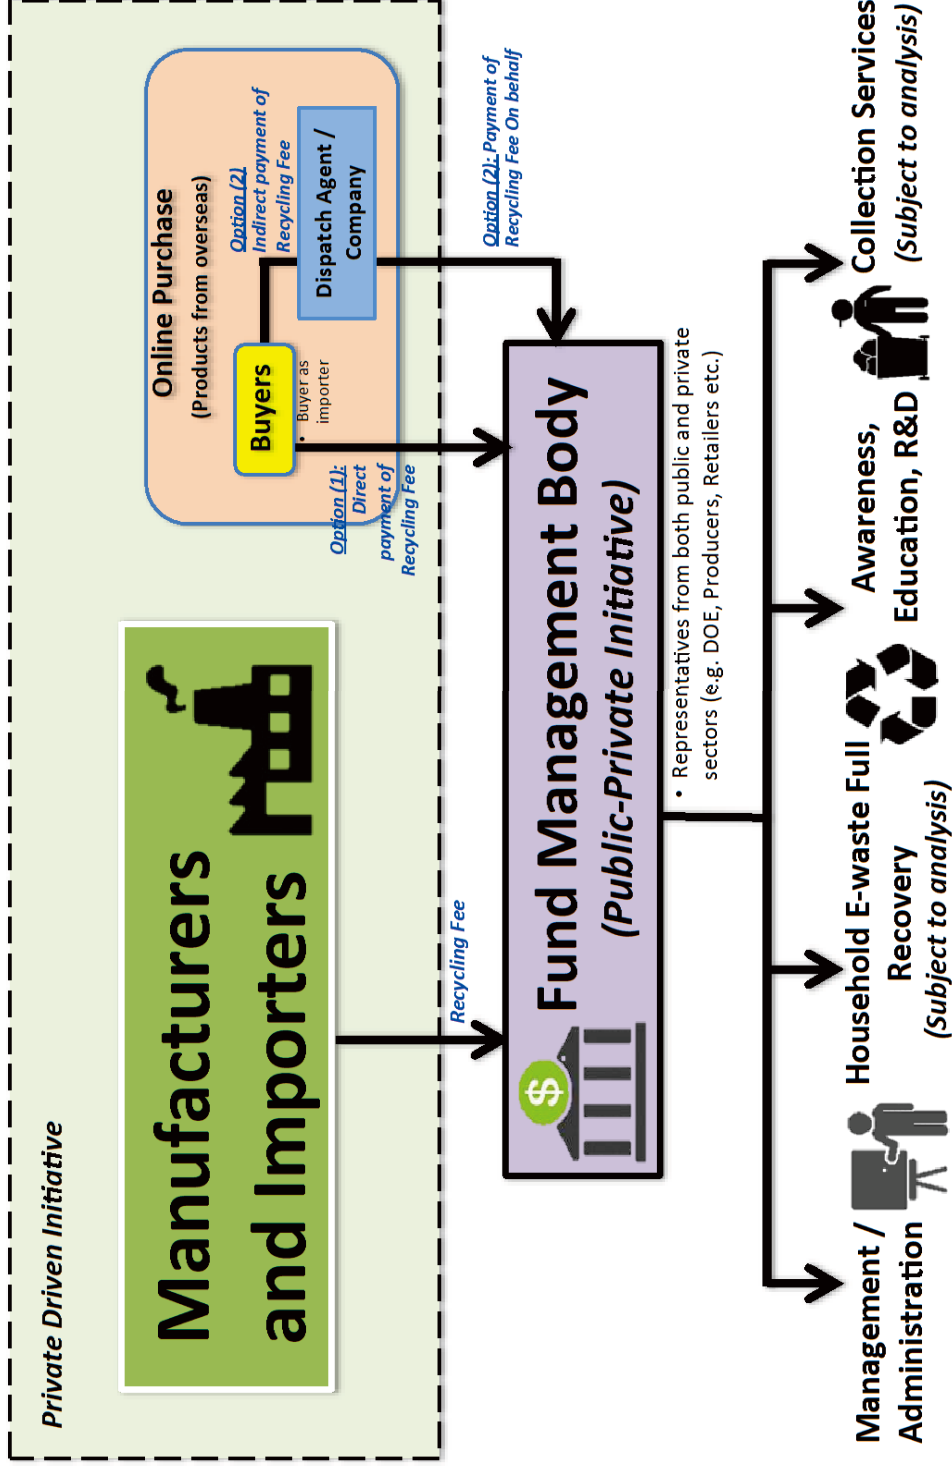 Private Driven Initiative
Manufacturers
and Importers
Online Purchase
(Products from overseas)
Buyers
• Buyer as
importer
Option (2)
Indirect payment of
Recycling Fee
Dispatch Agent /
Company
Option (1):
Direct
payment of
Recycling Fee
Recycling Fee
Option (2): Payment of
Recycling Fee On behalf
$
Fund Management Body
(Public-Private Initiative)
• Representatives from both public and private
sectors (e.g. DOE, Producers, Retailers etc.)
Management /
Administration
Household E-waste Full
Recovery
(Subject to analysis)
Awareness,
Education, R&D
Collection Services
(Subject to analysis)